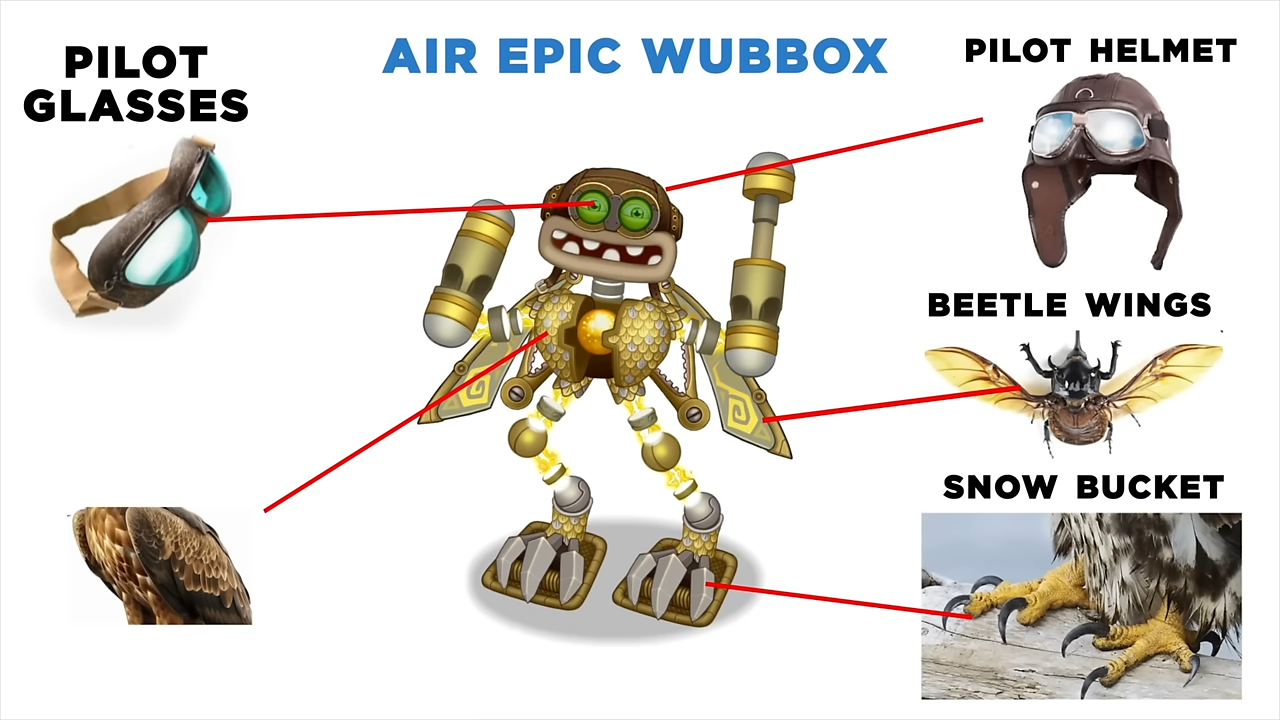 PILOT
GLASSES
AIR EPIC WUBBOX
PILOT HELMET
BEETLE WINGS
SNOW BUCKET